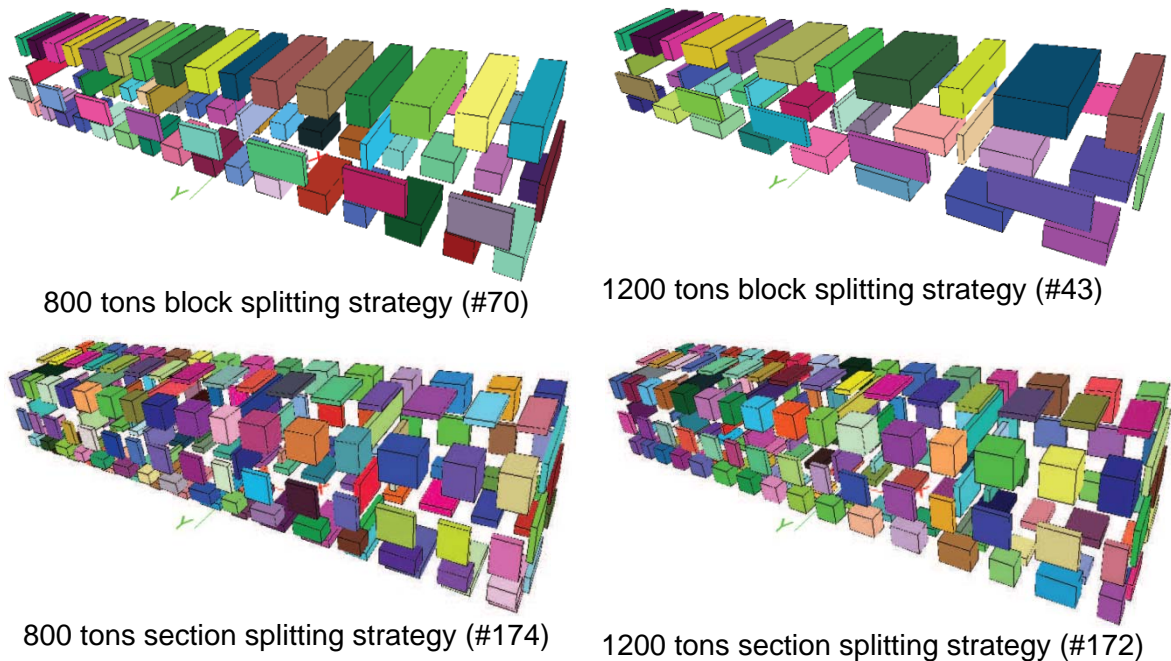 Y
Y
800 tons block splitting strategy (#70)
1200 tons block splitting strategy (#43)
Y
Y
800 tons section splitting strategy (#174)
1200 tons section splitting strategy (#172)